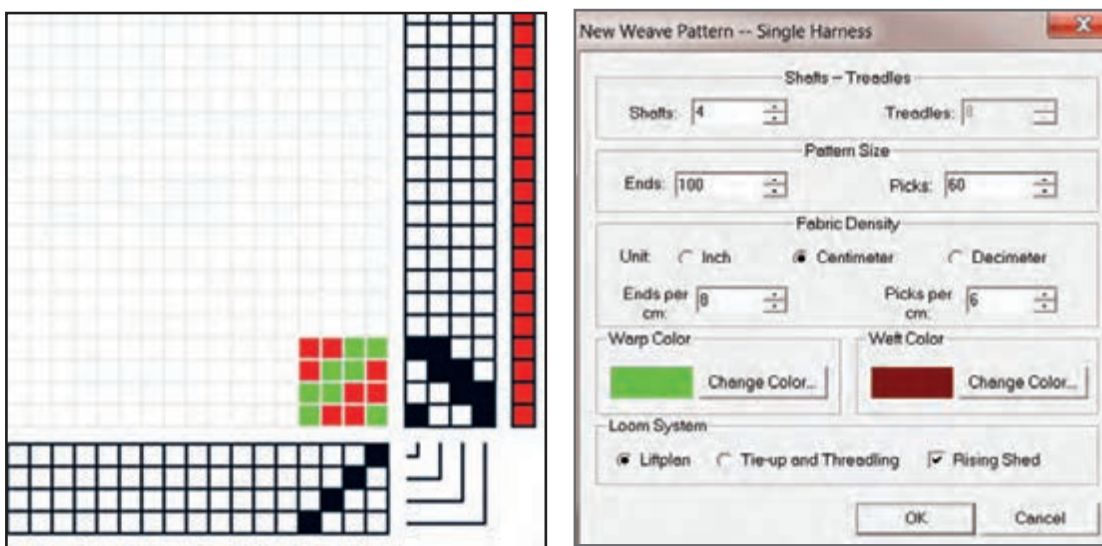 New Weave Pattern -- Single Harness
Shafts – Treadles
Shafts: 4 Treadles: 8
Pattern Size
Ends: 100 Picks: 60
Fabric Density
Unit: Inch Centimeter Decimeter
Ends per cm: 8 Picks per cm: 6
Warp Color Weft Color
Change Color... Change Color...
Loom System
Liftplan Tie-up and Threading Rising Shed
OK Cancel